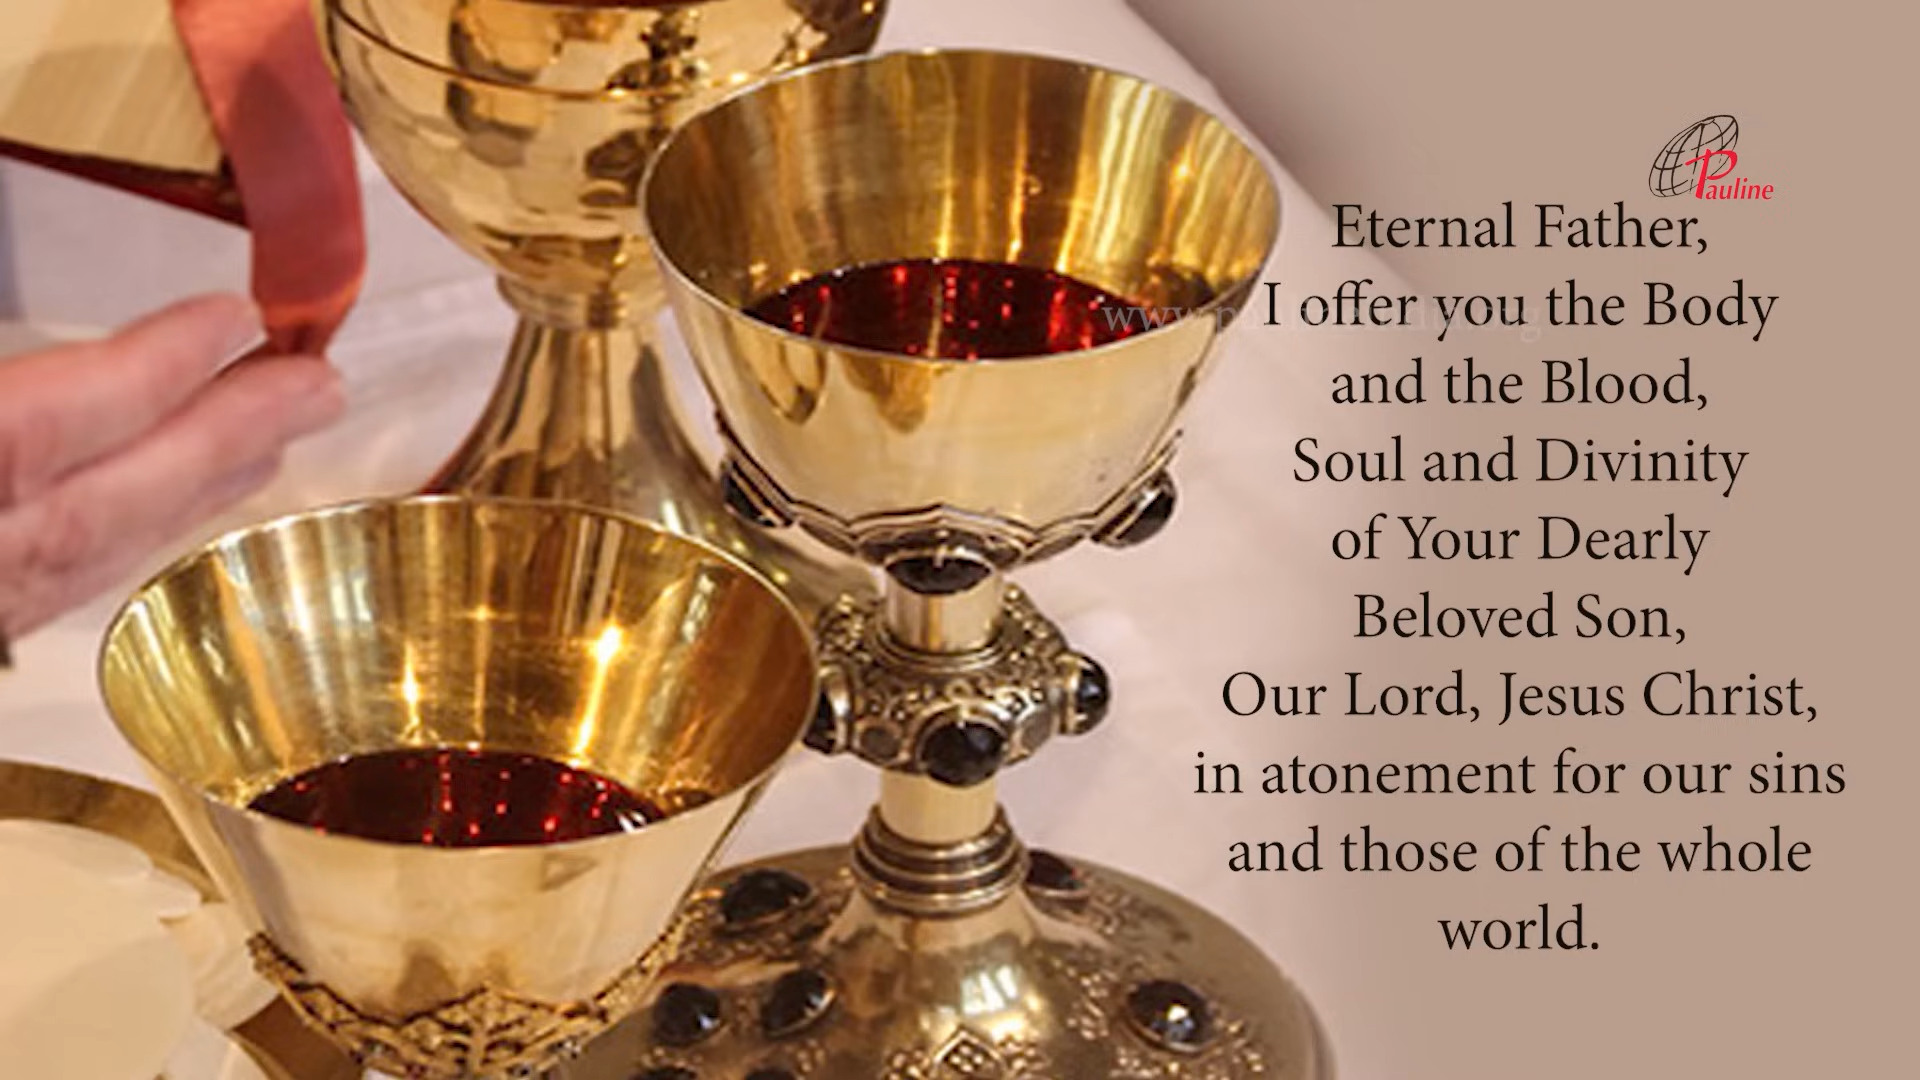 Pauline
Eternal Father,
I offer you the Body
and the Blood,
Soul and Divinity
of Your Dearly
Beloved Son,
Our Lord, Jesus Christ,
in atonement for our sins
and those of the whole
world.